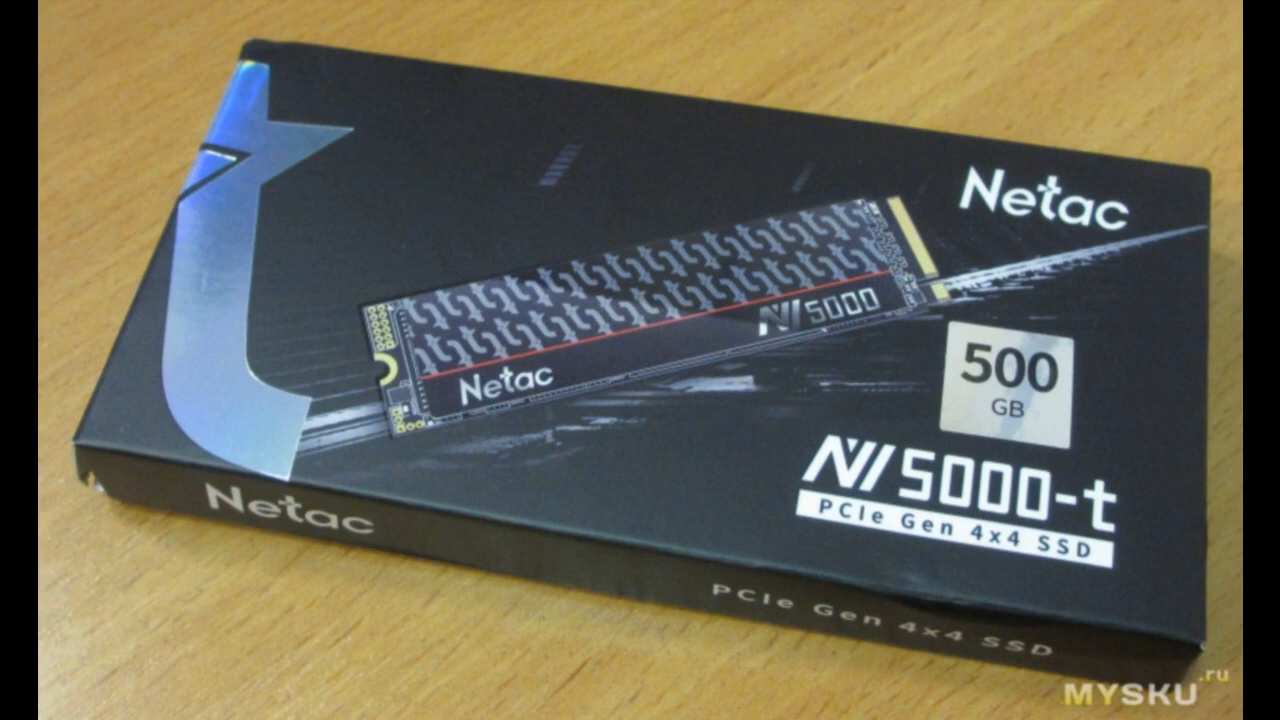 Netac
NV5000
Netac
500
GB
NV5000-t
PCIe Gen 4x4 SSD
Netac
PCIe Gen 4x4 SSD
MYSKU.ru